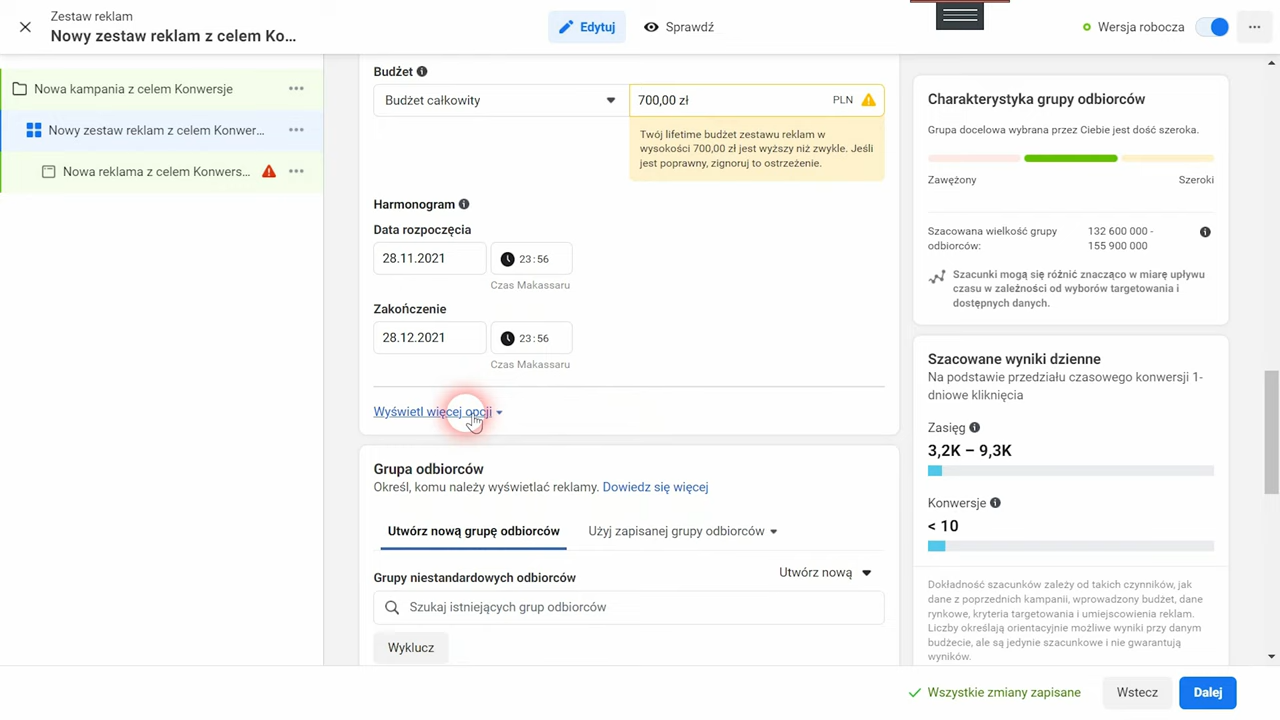 Zestaw reklam
Nowy zestaw reklam z celem Ko...
Edytuj
Sprawdź
Wersja robocza
Nowa kampania z celem Konwersje
Nowy zestaw reklam z celem Konwer...
Nowa reklama z celem Konwers...
Budżet
Budżet całkowity
700,00 zł
PLN
Twój lifetime budżet zestawu reklam w
wysokości 700,00 zł jest wyższy niż zwykle. Jeśli
jest poprawny, zignoruj to ostrzeżenie.
Harmonogram
Data rozpoczęcia
28.11.2021
23:56
Czas Makassaru
Zakończenie
28.12.2021
23:56
Czas Makassaru
Wyświetl więcej opcji
Grupa odbiorców
Określ, komu należy wyświetlać reklamy. Dowiedz się więcej
Utwórz nową grupę odbiorców
Użyj zapisanej grupy odbiorców
Grupy niestandardowych odbiorców
Utwórz nową
Szukaj istniejących grup odbiorców
Wyklucz
Charakterystyka grupy odbiorców
Grupa docelowa wybrana przez Ciebie jest dość szeroka.
Zawężony
Szeroki
Szacowana wielkość grupy
odbiorców:
132 600 000 -
155 900 000
Szacunki mogą się różnić znacząco w miarę upływu
czasu w zależności od wyborów targetowania i
dostępnych danych.
Szacowane wyniki dzienne
Na podstawie przedziału czasowego konwersji 1-
dniowe kliknięcia
Zasięg
3,2K – 9,3K
Konwersje
< 10
Dokładność szacunków zależy od takich czynników, jak
dane z poprzednich kampanii, wprowadzony budżet, dane
rynkowe, kryteria targetowania i umiejscowienia reklam.
Liczby określają orientacyjnie możliwe wyniki przy danym
budżecie, ale są jedynie szacunkowe i nie gwarantują
wyników.
Wszystkie zmiany zapisane
Wstecz
Dalej